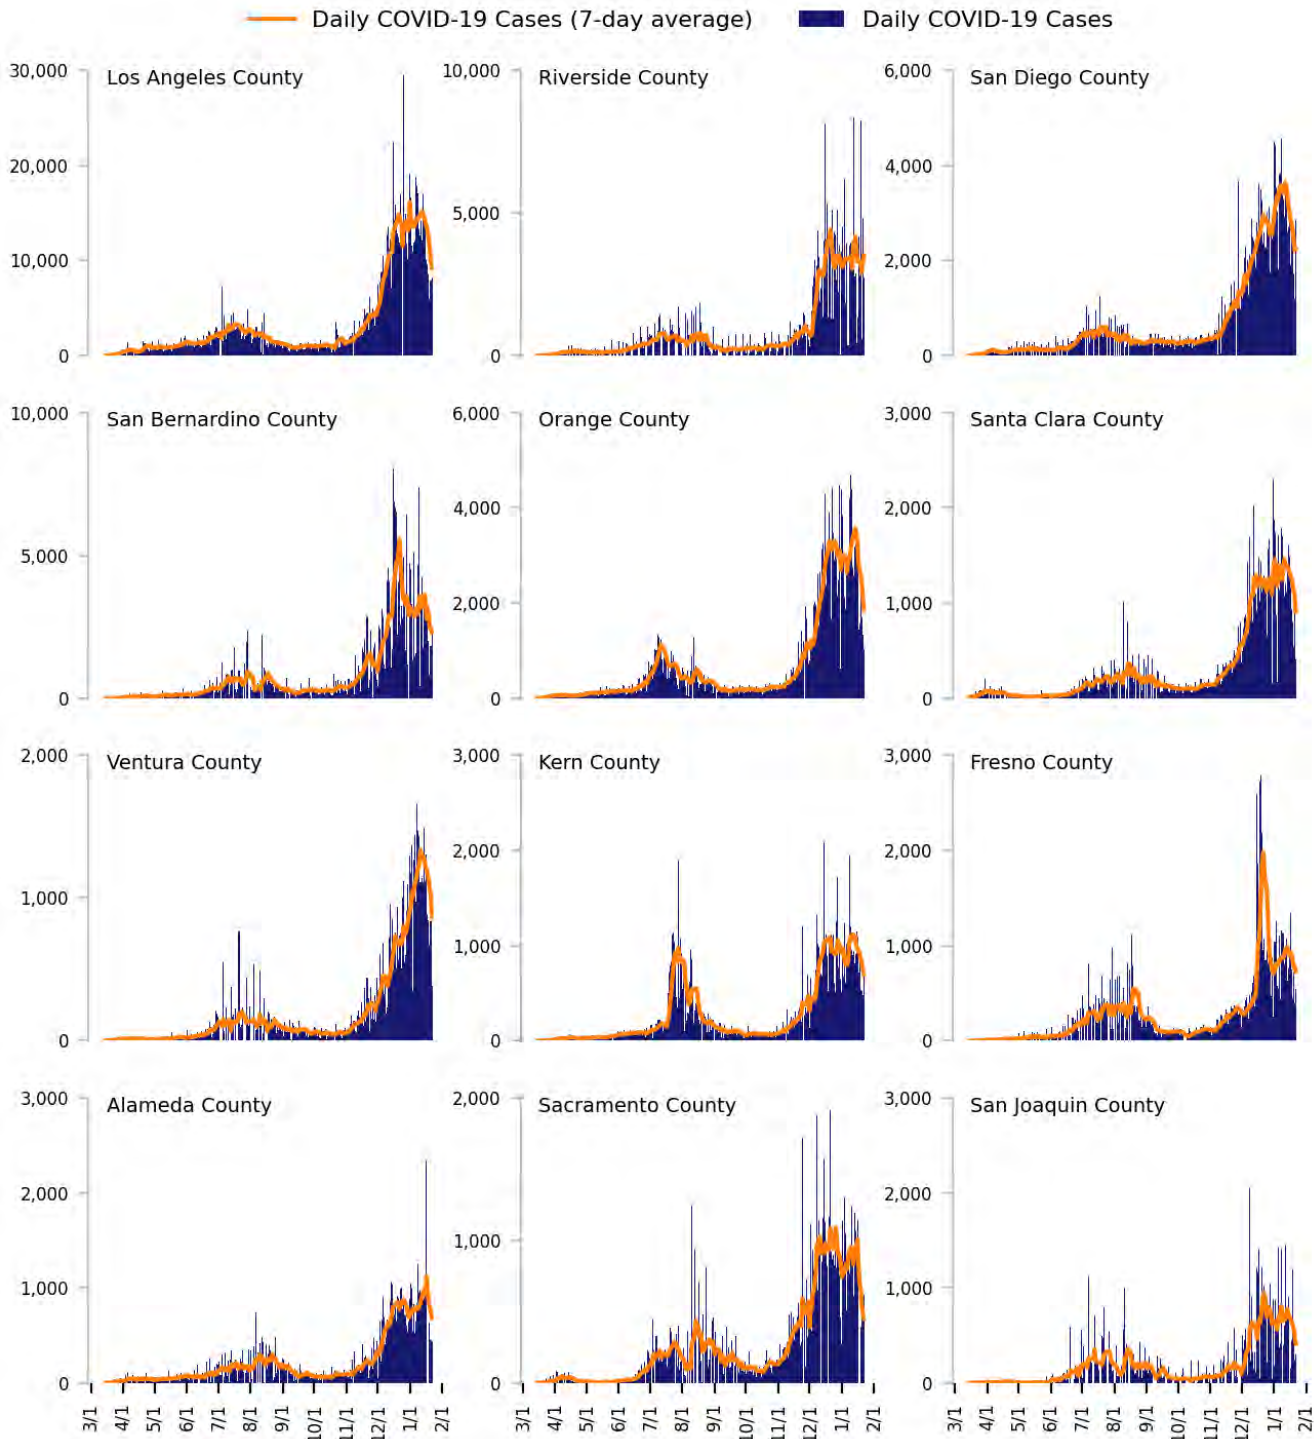 Daily COVID-19 Cases (7-day average) Daily COVID-19 Cases
30,000 Los Angeles County 10,000 Riverside County 6,000 San Diego County
20,000 5,000 4,000
10,000 2,000
0 0 0
10,000 San Bernardino County 6,000 Orange County 3,000 Santa Clara County
5,000 4,000 2,000
2,000 1,000
0 0 0
2,000 Ventura County 3,000 Kern County 3,000 Fresno County
1,000 2,000 2,000
1,000 1,000
0 0 0
3,000 Alameda County 2,000 Sacramento County 3,000 San Joaquin County
2,000 1,000 2,000
1,000 1,000
0 0 0
3/1 4/1 5/1 6/1 7/1 8/1 9/1 10/1 11/1 12/1 1/1 2/1 3/1 4/1 5/1 6/1 7/1 8/1 9/1 10/1 11/1 12/1 1/1 2/1 3/1 4/1 5/1 6/1 7/1 8/1 9/1 10/1 11/1 12/1 1/1 2/1